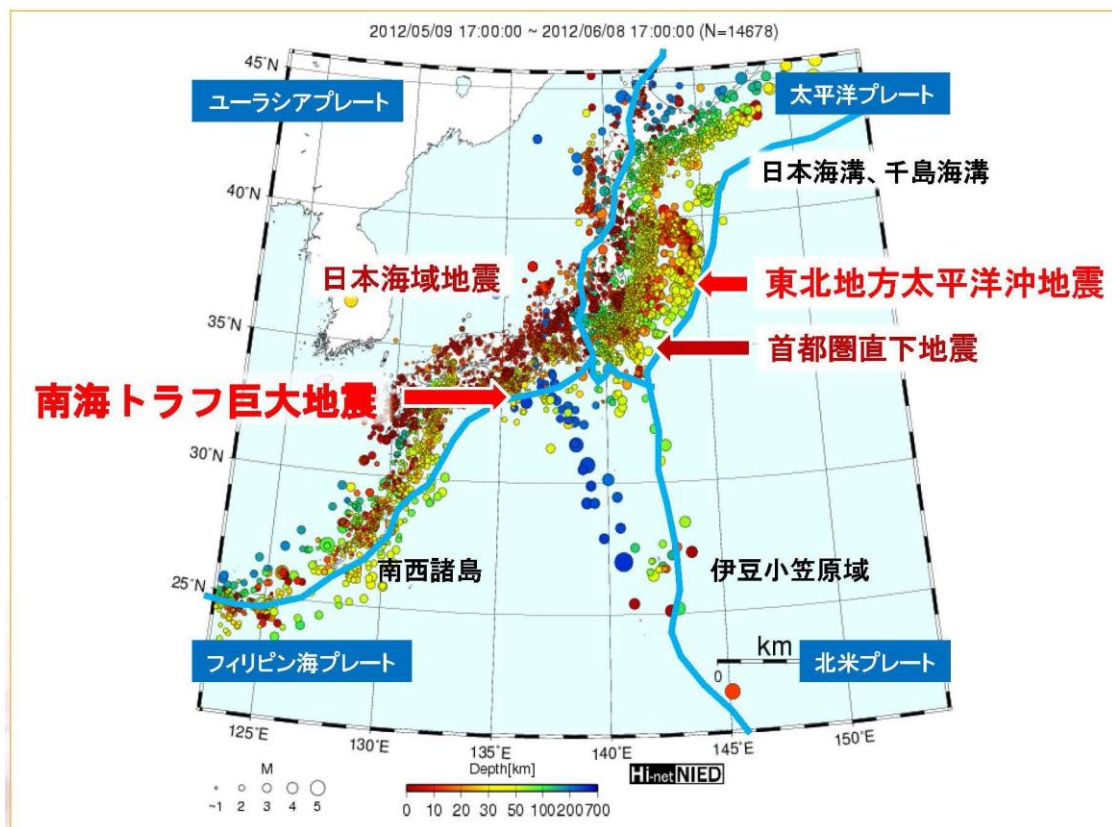 2012/05/09 17:00:00 ~ 2012/06/08 17:00:00 (N=14678)
45°N
ユーラシアプレート
太平洋プレート
日本海溝、千島海溝
40°N
日本海域地震
東北地方太平洋沖地震
35°N
首都圏直下地震
南海トラフ巨大地震
30°N
南西諸島
伊豆小笠原域
25°N
km
0
フィリピン海プレート
北米プレート
125°E
130°E
135°E
140°E
145°E
150°E
M
~1 2 3 4 5
Depth[km]
0 10 20 30 50 100 200 700
Hi-net NIED